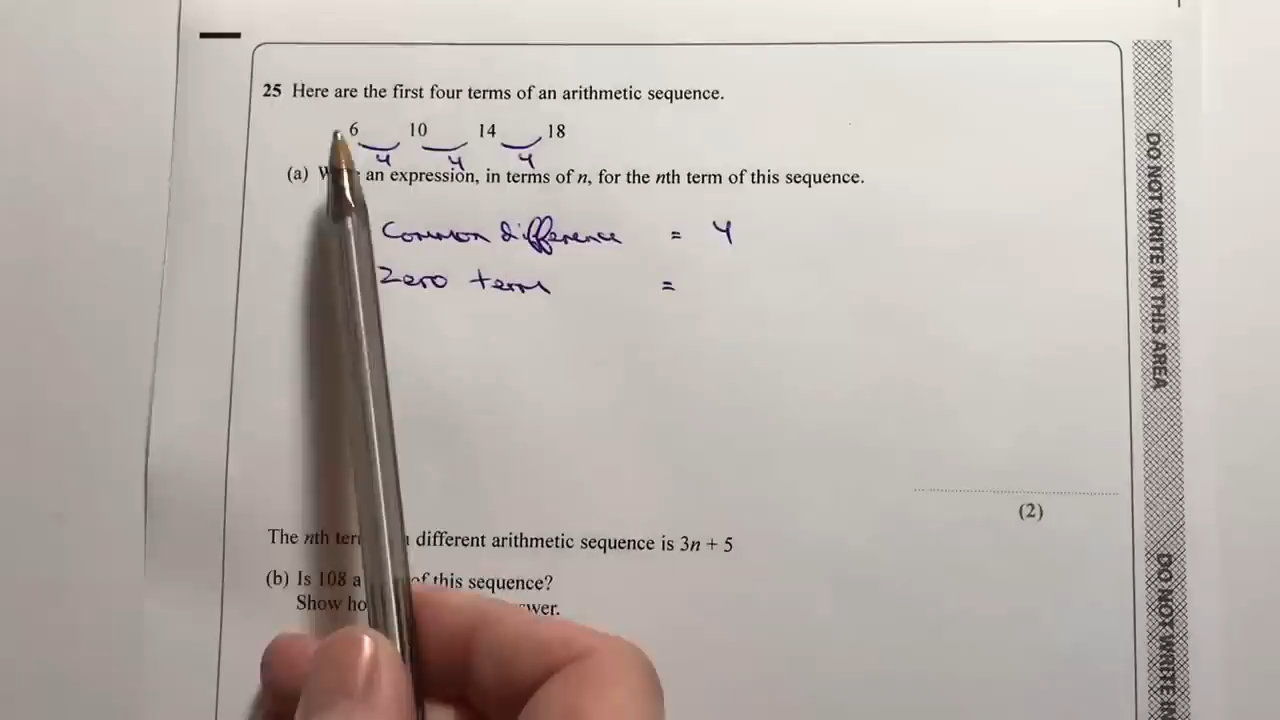 25 Here are the first four terms of an arithmetic sequence.
6 10 14 18
4 4 4
(a) an expression, in terms of n, for the nth term of this sequence.
Common difference = 4
Zero term =
(2)
The nth different arithmetic sequence is 3n + 5
(b) Is 108 a of this sequence?
Show
DO NOT WRITE IN THIS AREA
DO NOT WRITE IN